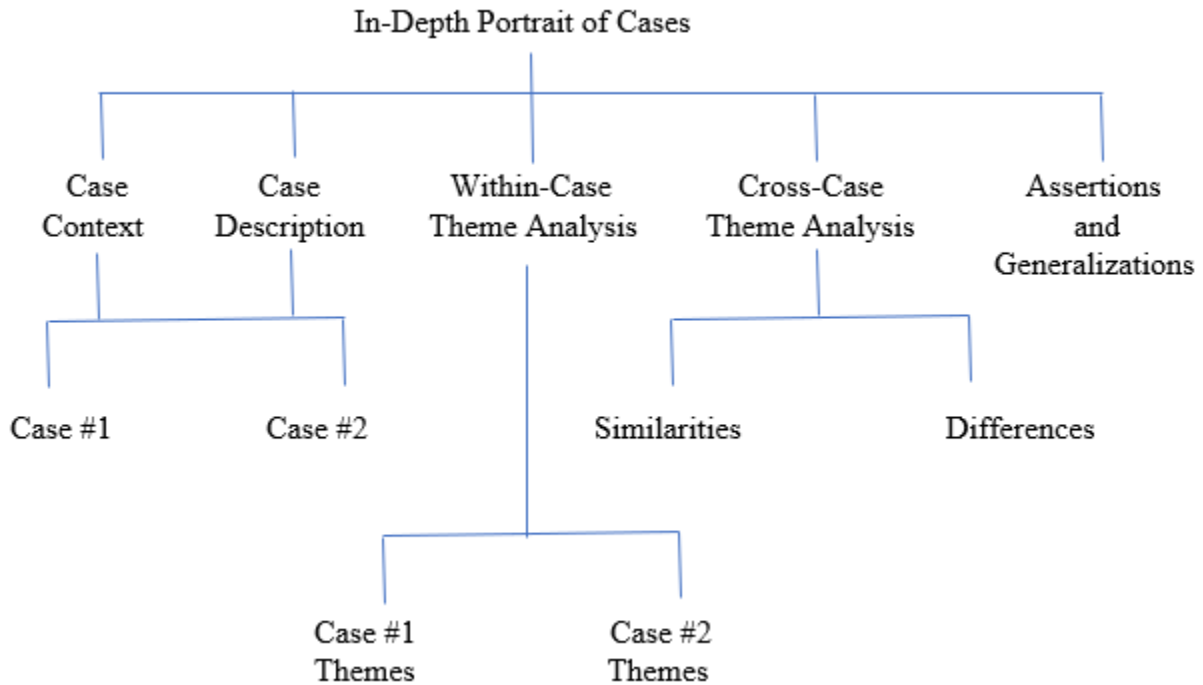 In-Depth Portrait of Cases
Case
Context
Case
Description
Within-Case
Theme Analysis
Cross-Case
Theme Analysis
Assertions
and
Generalizations
Case #1
Case #2
Similarities
Differences
Case #1
Themes
Case #2
Themes